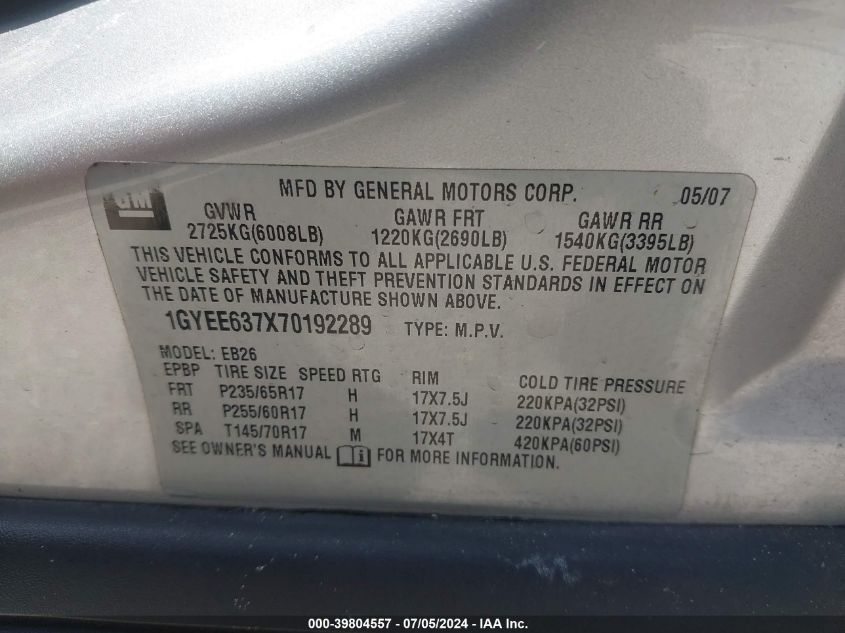 GM
MFD BY GENERAL MOTORS CORP. 05/07
GVWR GAWR FRT GAWR RR
2725KG(6008LB) 1220KG(2690LB) 1540KG(3395LB)
THIS VEHICLE CONFORMS TO ALL APPLICABLE U.S. FEDERAL MOTOR
VEHICLE SAFETY AND THEFT PREVENTION STANDARDS IN EFFECT ON
THE DATE OF MANUFACTURE SHOWN ABOVE.
1GYEE637X70192289 TYPE: M.P.V.
MODEL: EB26
EPBP TIRE SIZE SPEED RTG RIM COLD TIRE PRESSURE
FRT P235/65R17 H 17X7.5J 220KPA(32PSI)
RR P255/60R17 H 17X7.5J 220KPA(32PSI)
SPA T145/70R17 M 17X4T 420KPA(60PSI)
SEE OWNER'S MANUAL i FOR MORE INFORMATION.
000-39804557 - 07/05/2024 - IAA Inc.